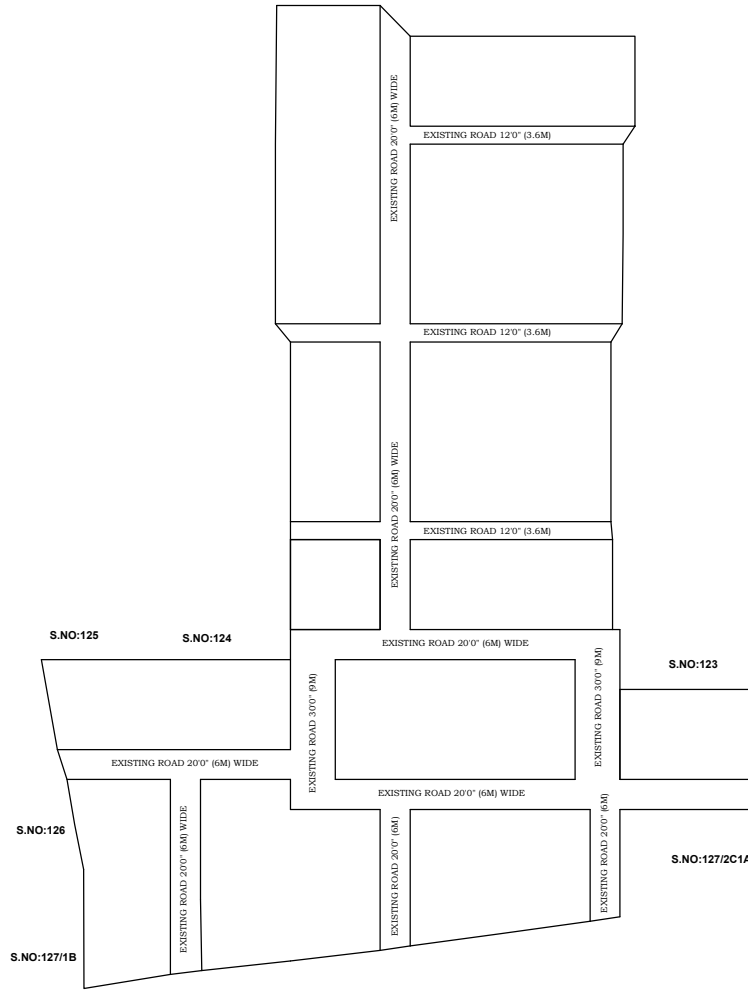 EXISTING ROAD 20'0" (6M) WIDE
EXISTING ROAD 12'0" (3.6M)
EXISTING ROAD 12'0" (3.6M)
EXISTING ROAD 20'0" (6M) WIDE
EXISTING ROAD 12'0" (3.6M)
S.NO:125
S.NO:124
EXISTING ROAD 20'0" (6M) WIDE
S.NO:123
EXISTING ROAD 30'0" (9M)
EXISTING ROAD 30'0" (9M)
EXISTING ROAD 20'0" (6M) WIDE
EXISTING ROAD 20'0" (6M) WIDE
S.NO:126
EXISTING ROAD 20'0" (6M) WIDE
EXISTING ROAD 20'0" (6M)
EXISTING ROAD 20'0" (6M)
S.NO:127/2C1A
S.NO:127/1B